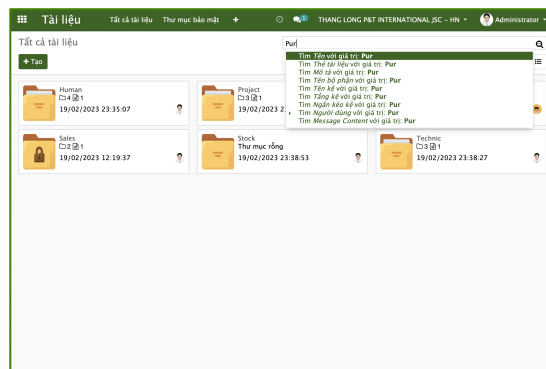 Tài liệu Tất cả tài liệu Thư mục bảo mật + THANG LONG P&T INTERNATIONAL JSC - HN Administrator
Tất cả tài liệu
Pur
+ Tạo
Tìm Tên với giá trị: Pur
Tìm Thẻ tài liệu với giá trị: Pur
Tìm Mô tả với giá trị: Pur
Tìm Tên bộ phận với giá trị: Pur
Tìm Tên kệ với giá trị: Pur
Tìm Tầng kệ với giá trị: Pur
Tìm Ngăn kéo kệ với giá trị: Pur
Tìm Người dùng với giá trị: Pur
Tìm Message Content với giá trị: Pur
Human
4 1
19/02/2023 23:35:07
Project
3 1
19/02/2023 2
Sales
2 1
19/02/2023 12:19:37
Stock
Thư mục rỗng
19/02/2023 23:38:53
Technic
3 1
19/02/2023 23:38:27